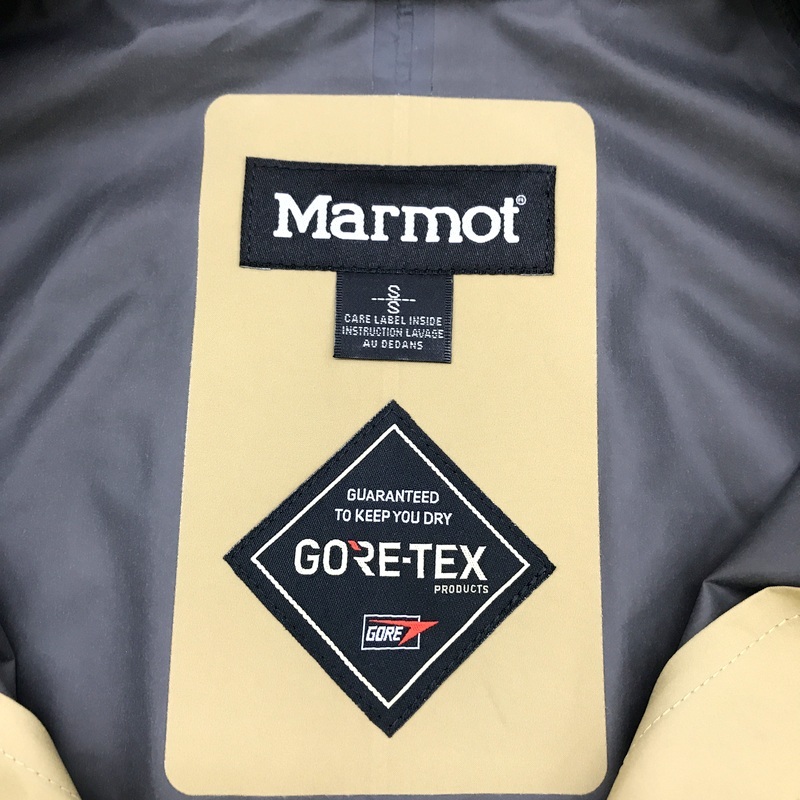 Marmot®
S
S
CARE LABEL INSIDE
INSTRUCTION LAVAGE
AU DEDANS
GUARANTEED
TO KEEP YOU DRY
GORE-TEX
PRODUCTS
GORE